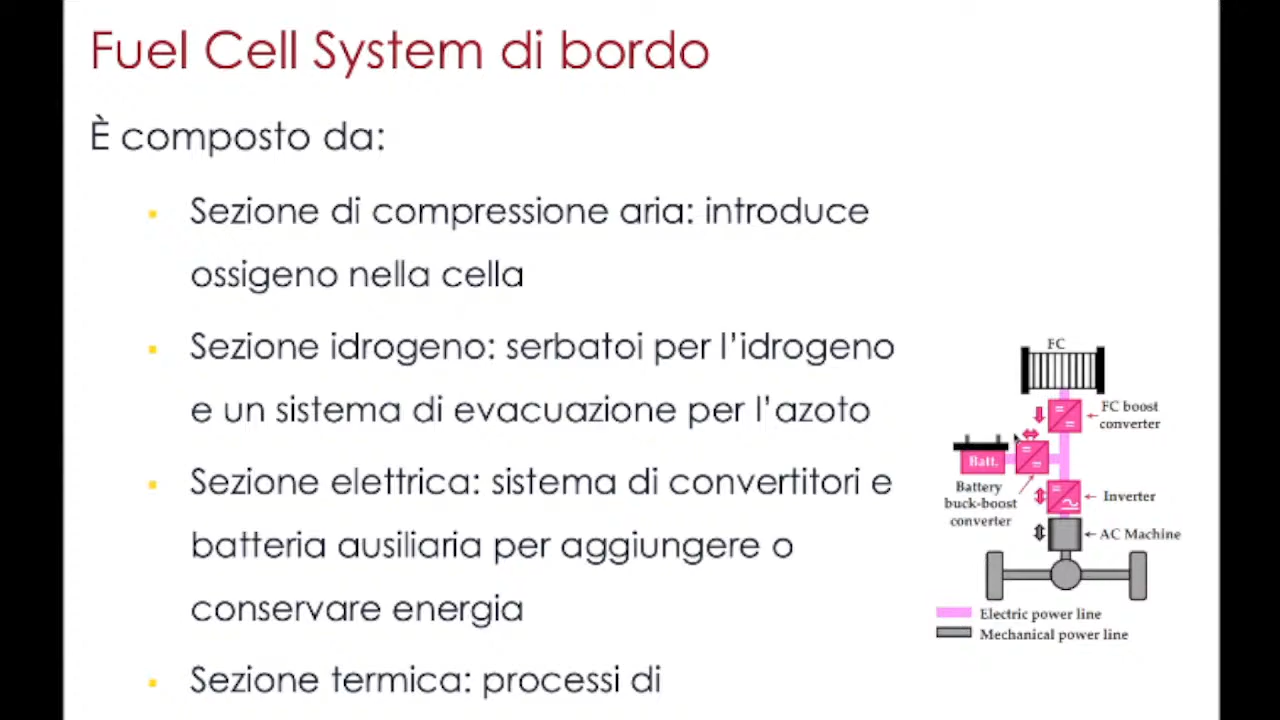 Fuel Cell System di bordo
È composto da:
Sezione di compressione aria: introduce
ossigeno nella cella
Sezione idrogeno: serbatoi per l’idrogeno
e un sistema di evacuazione per l’azoto
Sezione elettrica: sistema di convertitori e
batteria ausiliaria per aggiungere o
conservare energia
Sezione termica: processi di
FC
FC boost
converter
Batt.
Battery
buck-boost
converter
Inverter
AC Machine
Electric power line
Mechanical power line